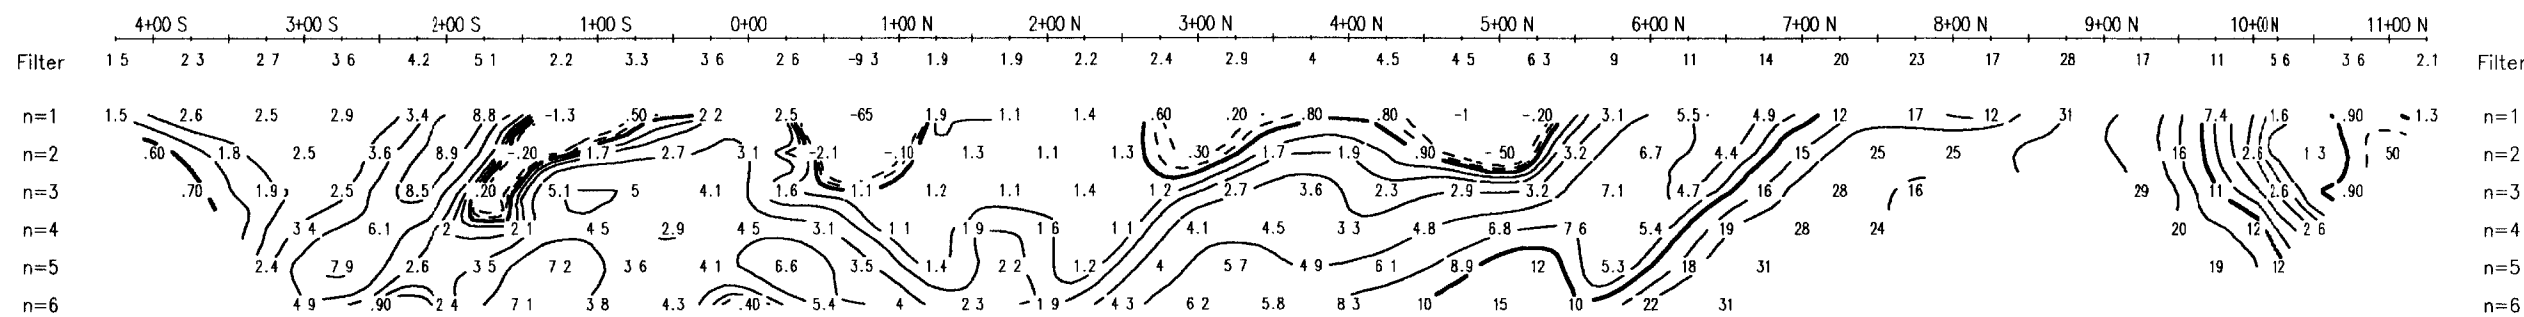 4+00 S 3+00 S 2+00 S 1+00 S 0+00 1+00 N 2+00 N 3+00 N 4+00 N 5+00 N 6+00 N 7+00 N 8+00 N 9+00 N 10+00 N 11+00 N
Filter 1 5 2 3 2 7 3 6 4.2 5 1 2.2 3.3 3 6 2 6 -9 3 1.9 1.9 2.2 2.4 2.9 4 4.5 4 5 6 3 9 11 14 20 23 17 28 17 11 5 6 3 6 2.1 Filter
n=1 1.5 2.6 2.5 2.9 3.4 8.8 -1.3 .50 2 2 2.5 -65 1.9 1.1 1.4 .60 .20 .80 .80 -1 -.20 3.1 5.5 4.9 12 17 12 31 7.4 1.6 .90 1.3 n=1
n=2 .60 1.8 2.5 3.6 8.9 -.20 1.7 2.7 3 1 -2.1 -.10 1.3 1.1 1.3 .30 1.7 1.9 .90 -50 3.2 6.7 4.4 15 25 25 16 2.6 1 3 50 n=2
n=3 .70 1.9 2.5 8.5 .20 5.1 5 4.1 1.6 1.1 1.2 1.1 1.4 1.2 2.7 3.6 2.3 2.9 3.2 7.1 4.7 16 28 16 29 11 2.6 .90 n=3
n=4 3 4 6.1 2 2 1 4 5 2.9 4 5 3.1 1 1 1 9 1 6 1 1 4.1 4.5 3 3 4.8 6.8 7 6 5.4 19 28 24 20 12 2 6 n=4
n=5 2.4 7 9 2.6 3 5 7 2 3 6 4 1 6.6 3.5 1.4 2 2 1.2 4 5 7 4 9 6 1 8.9 12 5.3 18 31 19 12 n=5
n=6 4 9 .90 2 4 7 1 3 8 4.3 .40 5.4 4 2 3 1 9 4 3 6 2 5.8 8 3 10 15 10 22 31 n=6